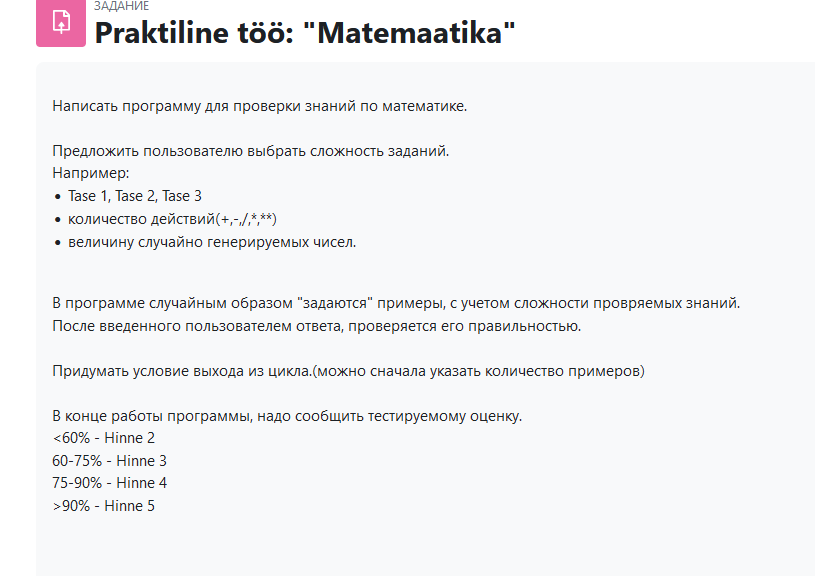 ЗАДАНИЕ
Praktiline töö: "Matemaatika"
Написать программу для проверки знаний по математике.
Предложить пользователю выбрать сложность заданий.
Например:
• Tase 1, Tase 2, Tase 3
• количество действий(+,-,/,*,**)
• величину случайно генерируемых чисел.
В программе случайным образом "задаются" примеры, с учетом сложности провряемых знаний.
После введенного пользователем ответа, проверяется его правильностью.
Придумать условие выхода из цикла.(можно сначала указать количество примеров)
В конце работы программы, надо сообщить тестируемому оценку.
<60% - Hinne 2
60-75% - Hinne 3
75-90% - Hinne 4
>90% - Hinne 5